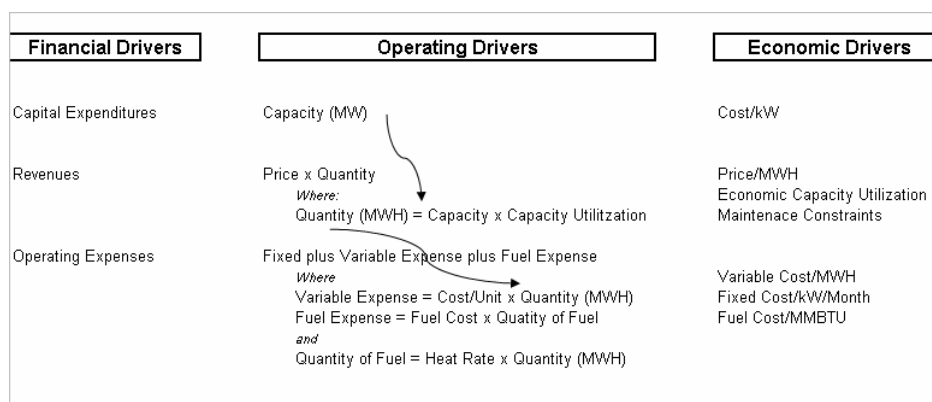 Financial Drivers Operating Drivers Economic Drivers
Capital Expenditures Capacity (MW) Cost/kW
Revenues Price x Quantity Price/MWH
Where: Economic Capacity Utilization
Quantity (MWH) = Capacity x Capacity Utilitzation Maintenace Constraints
Operating Expenses Fixed plus Variable Expense plus Fuel Expense
Where Variable Cost/MWH
Variable Expense = Cost/Unit x Quantity (MWH) Fixed Cost/kW/Month
Fuel Expense = Fuel Cost x Quatity of Fuel Fuel Cost/MMBTU
and
Quantity of Fuel = Heat Rate x Quantity (MWH)